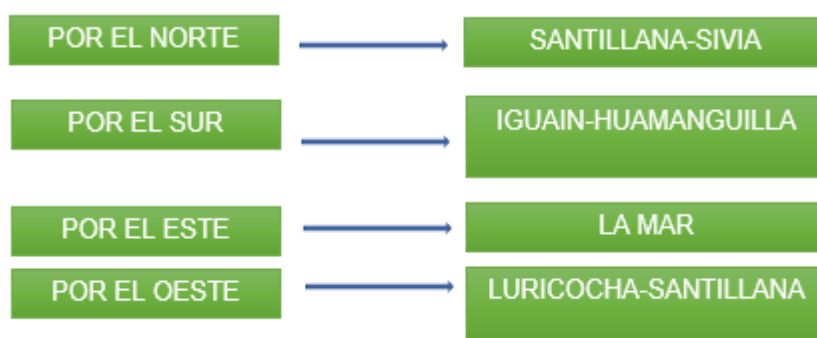 POR EL NORTE
SANTILLANA-SIVIA
POR EL SUR
IGUAIN-HUAMANGUILLA
POR EL ESTE
LA MAR
POR EL OESTE
LURICOCHA-SANTILLANA